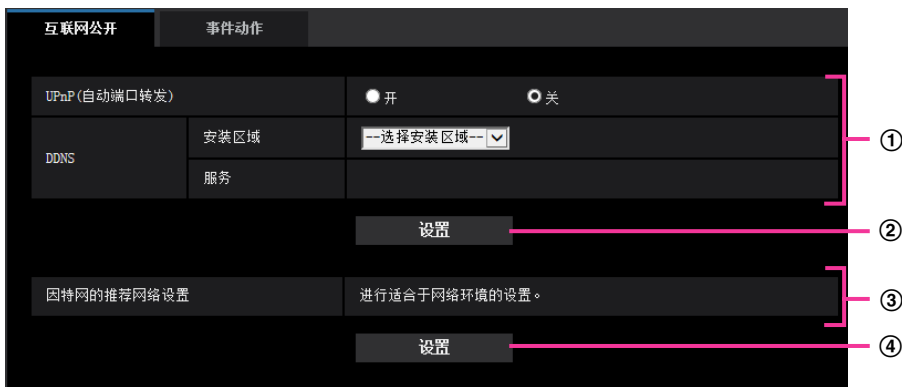 互联网公开 事件动作
UPnP(自动端口转发) 开 关 ①
DDNS 安装区域 --选择安装区域--
服务
设置 ②
因特网的推荐网络设置 进行适合于网络环境的设置。 ③
设置 ④